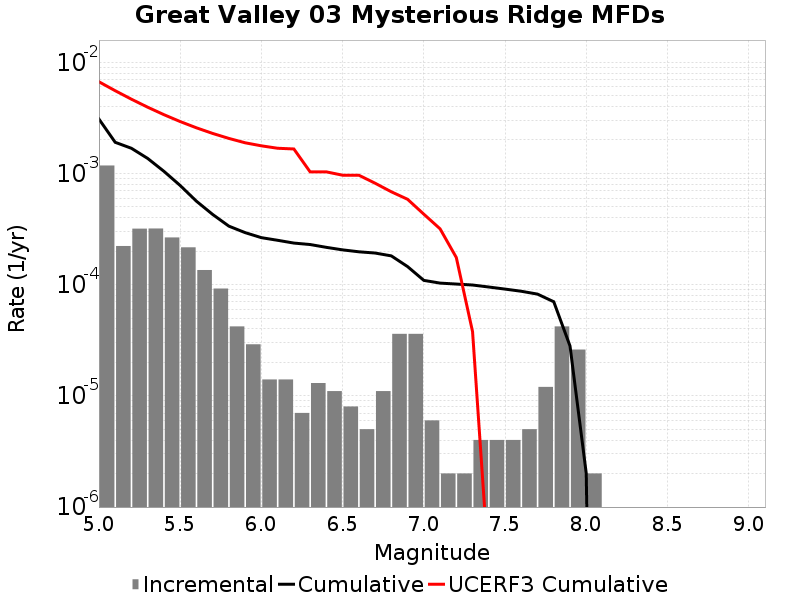 Great Valley 03 Mysterious Ridge MFDs
Rate (1/yr)
10-2
10-3
10-4
10-5
10-6
5.0 5.5 6.0 6.5 7.0 7.5 8.0 8.5 9.0
Magnitude
Incremental Cumulative UCERF3 Cumulative